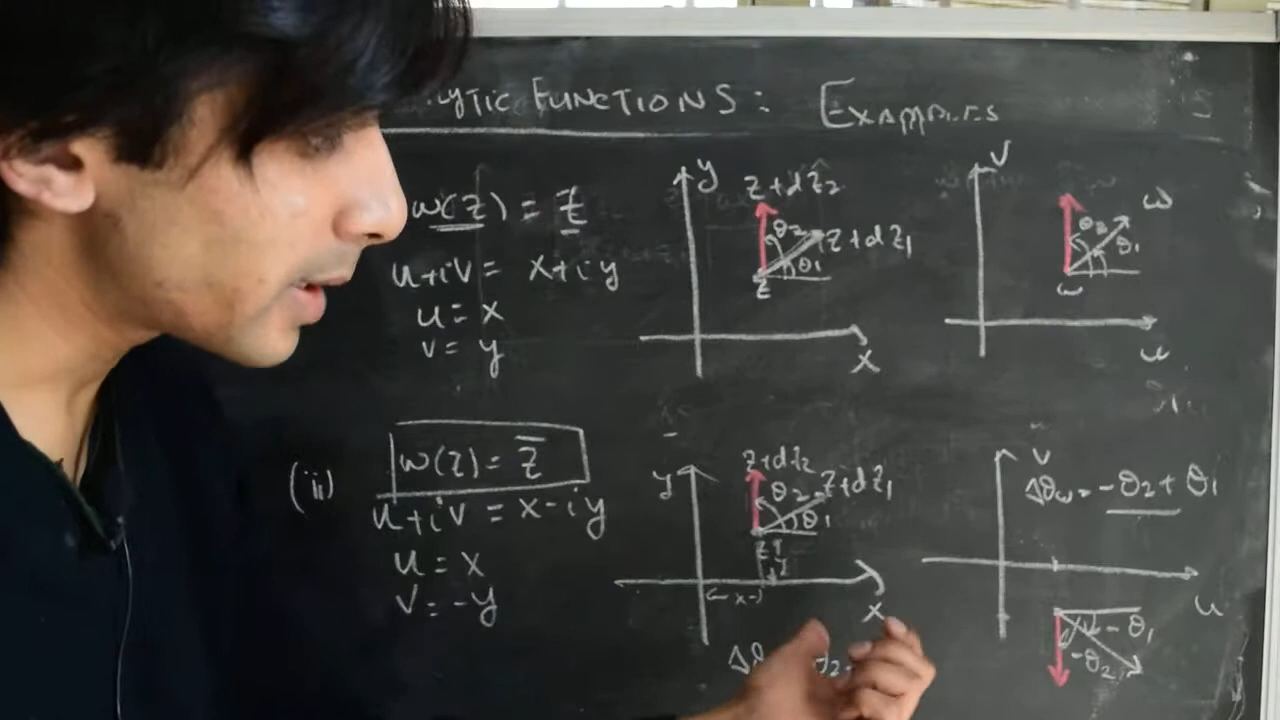 LYTIC FUNCTIONS: EXAMPLES
w(z) = z
u+iv = x+iy
u = x
v = y
y
z+dz2
θ2
z+dz1
θ1
z
x
v
w
θ2
θ1
w
u
(ii)
w(z) = z̅
u+iv = x-iy
u = x
v = -y
y
z+dz2
θ2
z+dz1
θ1
z
←x→
x
v
Δθw = -θ2 + θ1
u
-θ1
-θ2